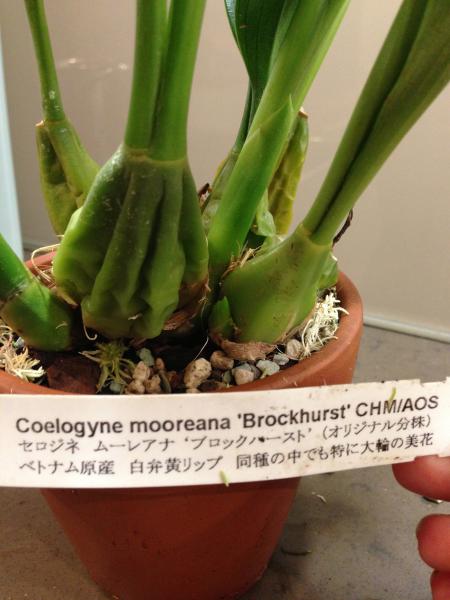 Coelogyne mooreana 'Brockhurst' CHM/AOS
セロジネ ムーレアナ ‘ブロックハースト’ (オリジナル分株)
ベトナム原産 白弁黄リップ 同種の中でも特に大輪の美花